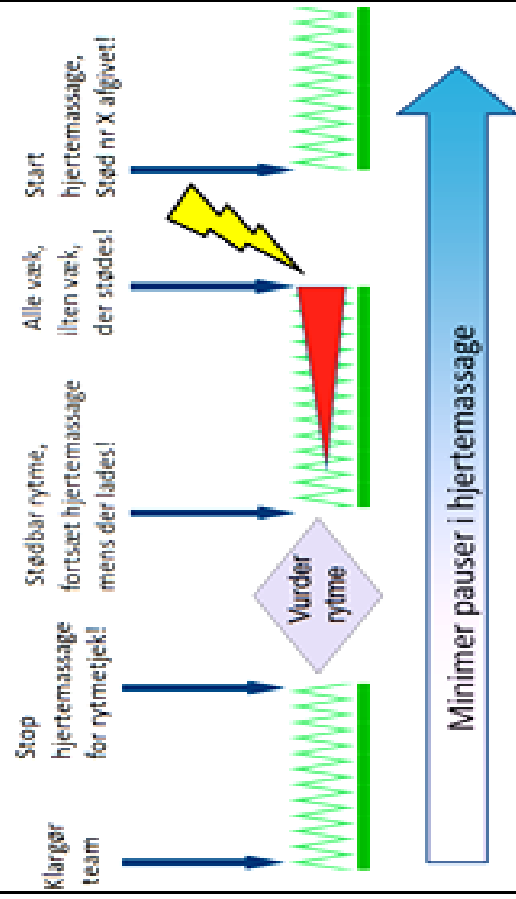 Klargør
team
Stop
hjertemassage
for rytmetjek!
Stødbar rytme,
fortsæt hjertemassage
mens der lades!
Alle væk,
ilten væk,
der stødes!
Start
hjertemassage,
Stød nr X afgivet!
Vurder
rytme
Minimer pauser i hjertemassage